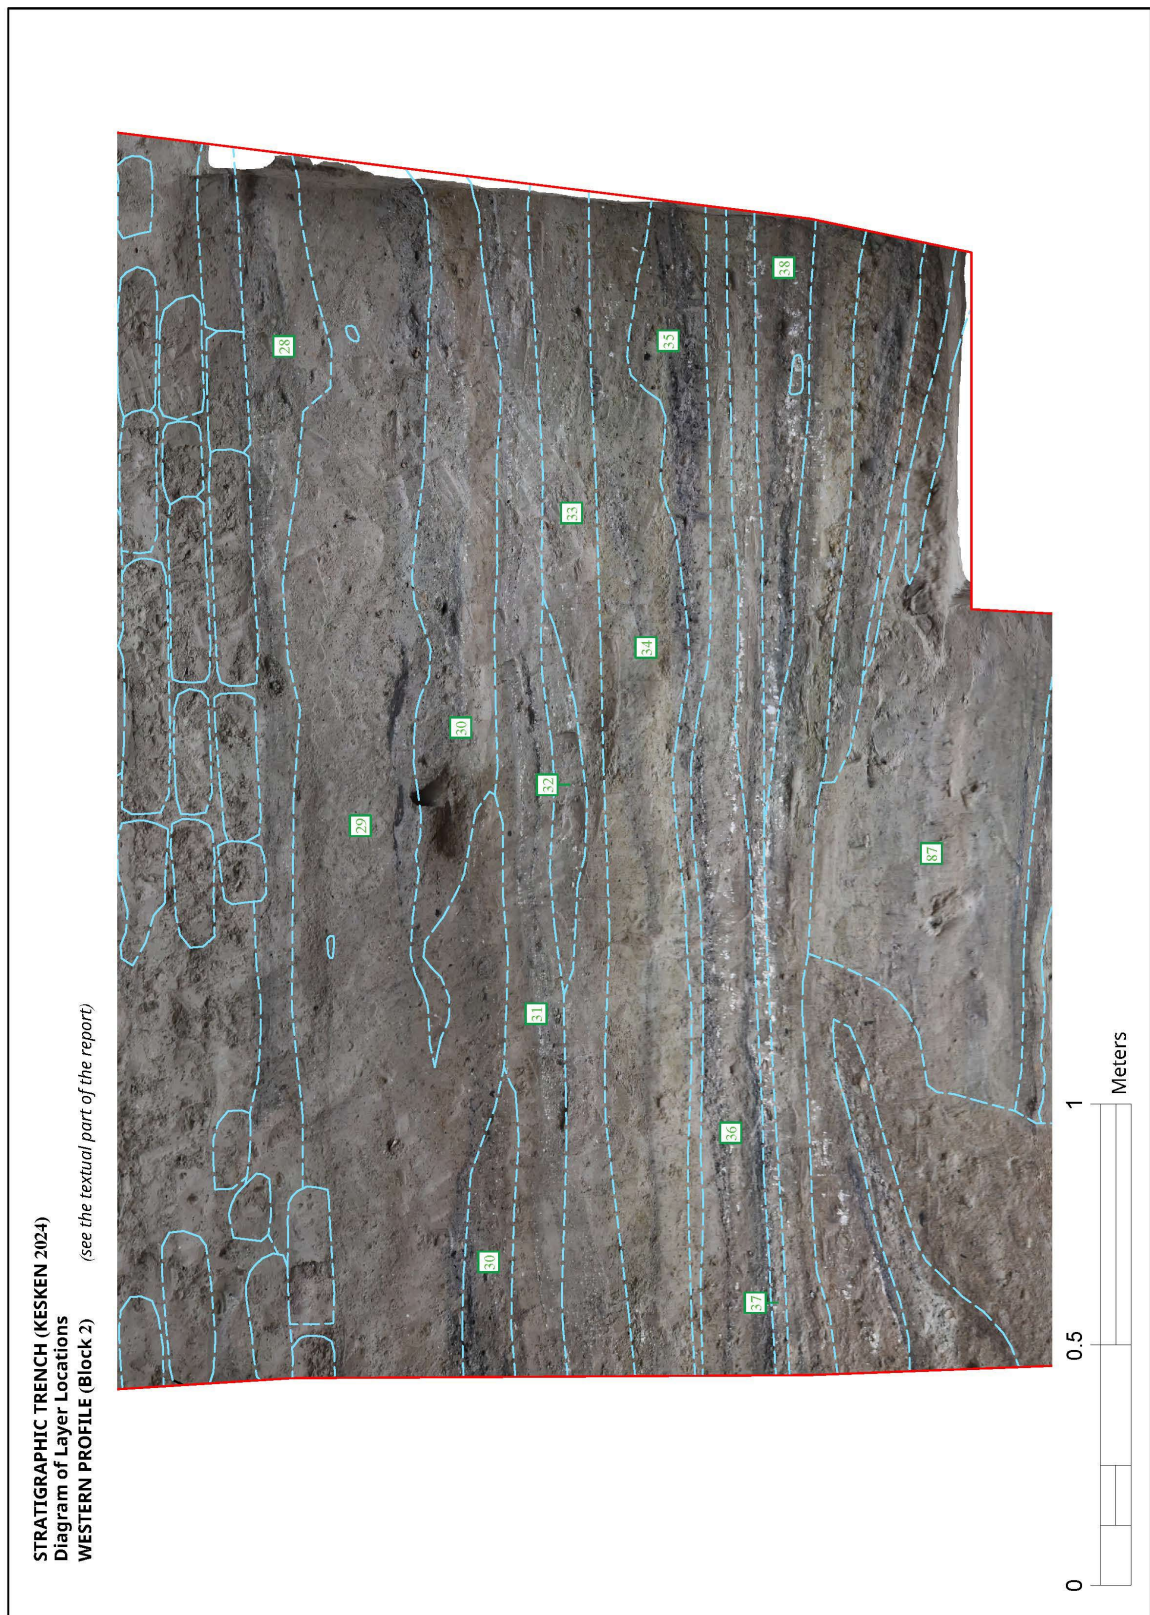 STRATIGRAPHIC TRENCH (KESKEN 2024)
Diagram of Layer Locations
WESTERN PROFILE (Block 2) (see the textual part of the report)
28
29
30
30
31
32
33
34
35
36
37
38
87
0 0.5 1
Meters